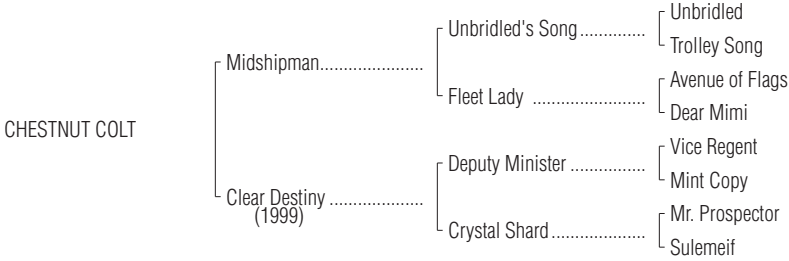 Unbridled
Unbridled's Song..............
Trolley Song
Midshipman......................
Avenue of Flags
Fleet Lady ........................
Dear Mimi
CHESTNUT COLT
Vice Regent
Deputy Minister ................
Mint Copy
Clear Destiny ....................
(1999)
Mr. Prospector
Crystal Shard....................
Sulemeif